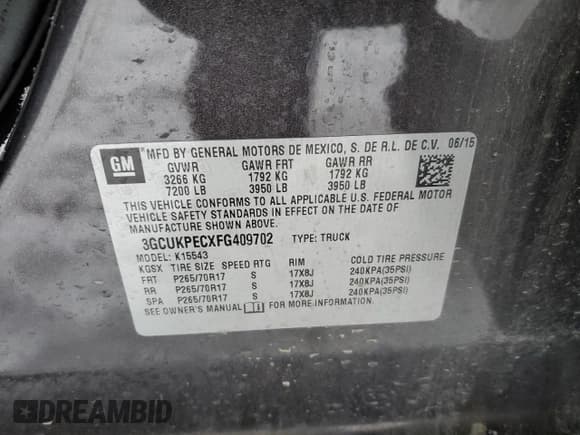 GM
MFD BY GENERAL MOTORS DE MEXICO, S. DE R.L. DE C.V. 06/15
GVWR GAWR FRT GAWR RR
3266 KG 1792 KG 1792 KG
7200 LB 3950 LB 3950 LB
THIS VEHICLE CONFORMS TO ALL APPLICABLE U.S. FEDERAL MOTOR
VEHICLE SAFETY STANDARDS IN EFFECT ON THE DATE OF
MANUFACTURE SHOWN ABOVE.
3GCUKPECXFG409702 TYPE: TRUCK
MODEL: K15543
KGSX TIRE SIZE SPEED RTG RIM COLD TIRE PRESSURE
FRT P265/70R17 S 17X8J 240KPA(35PSI)
RR P265/70R17 S 17X8J 240KPA(35PSI)
SPA P265/70R17 S 17X8J 240KPA(35PSI)
SEE OWNER'S MANUAL FOR MORE INFORMATION.
DREAMBID